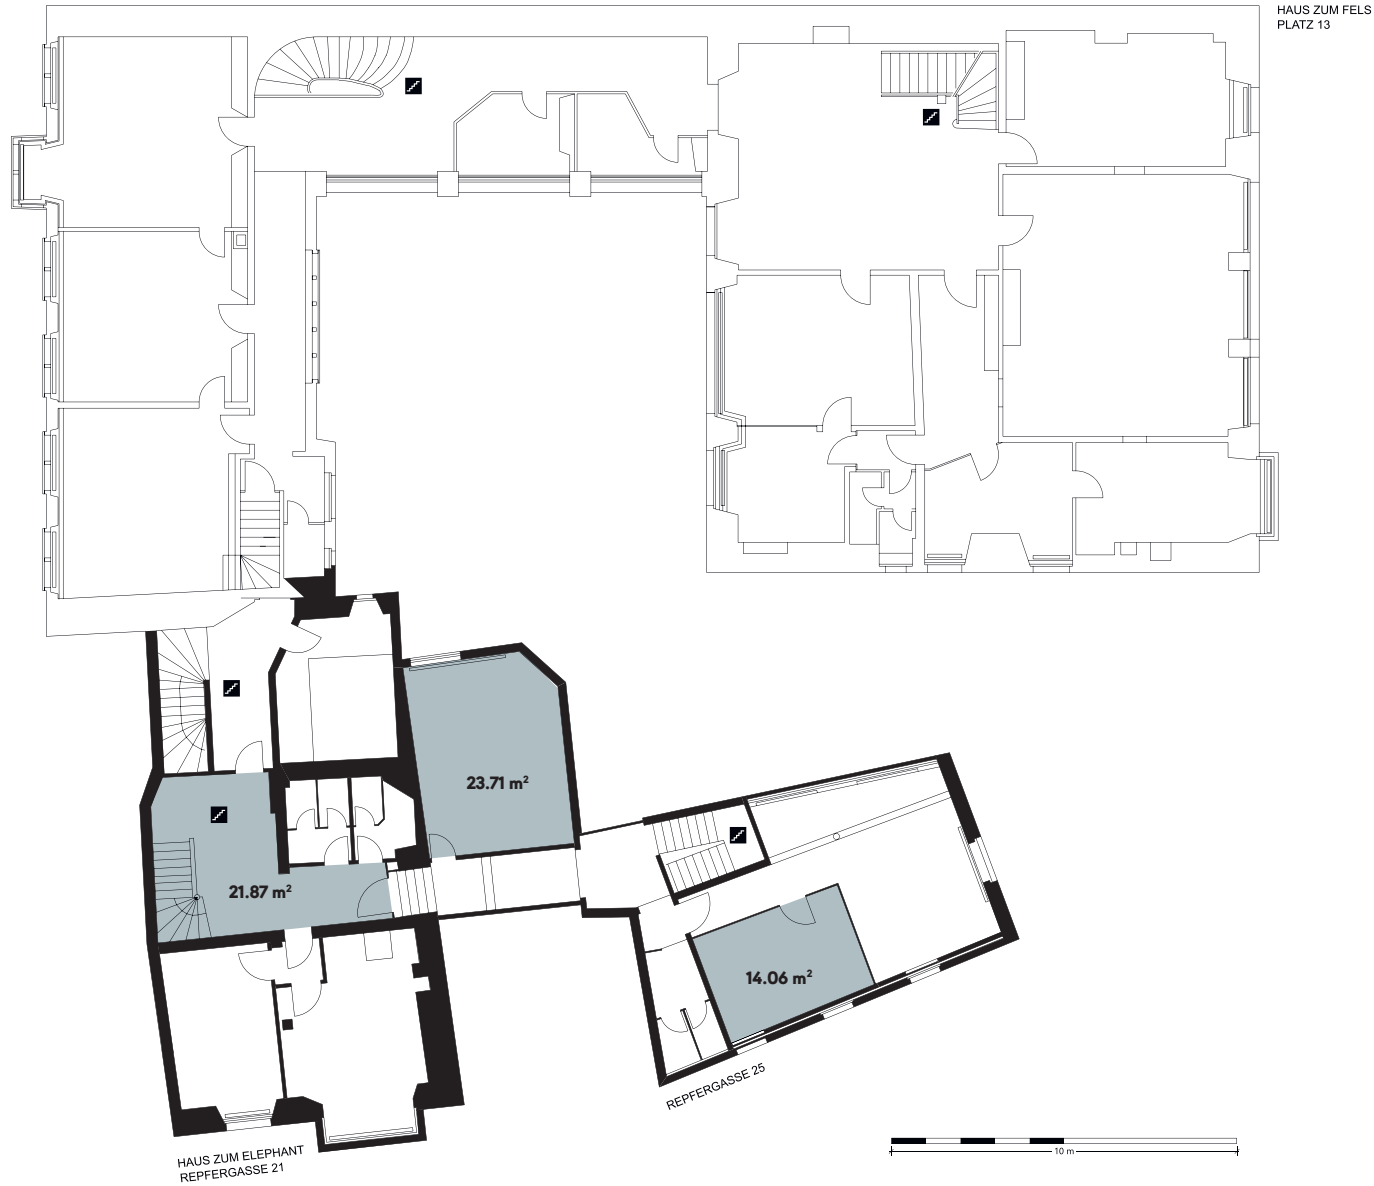 HAUS ZUM FELS
PLATZ 13
23.71 m²
21.87 m²
14.06 m²
REPFERGASSE 25
HAUS ZUM ELEPHANT
REPFERGASSE 21
10 m